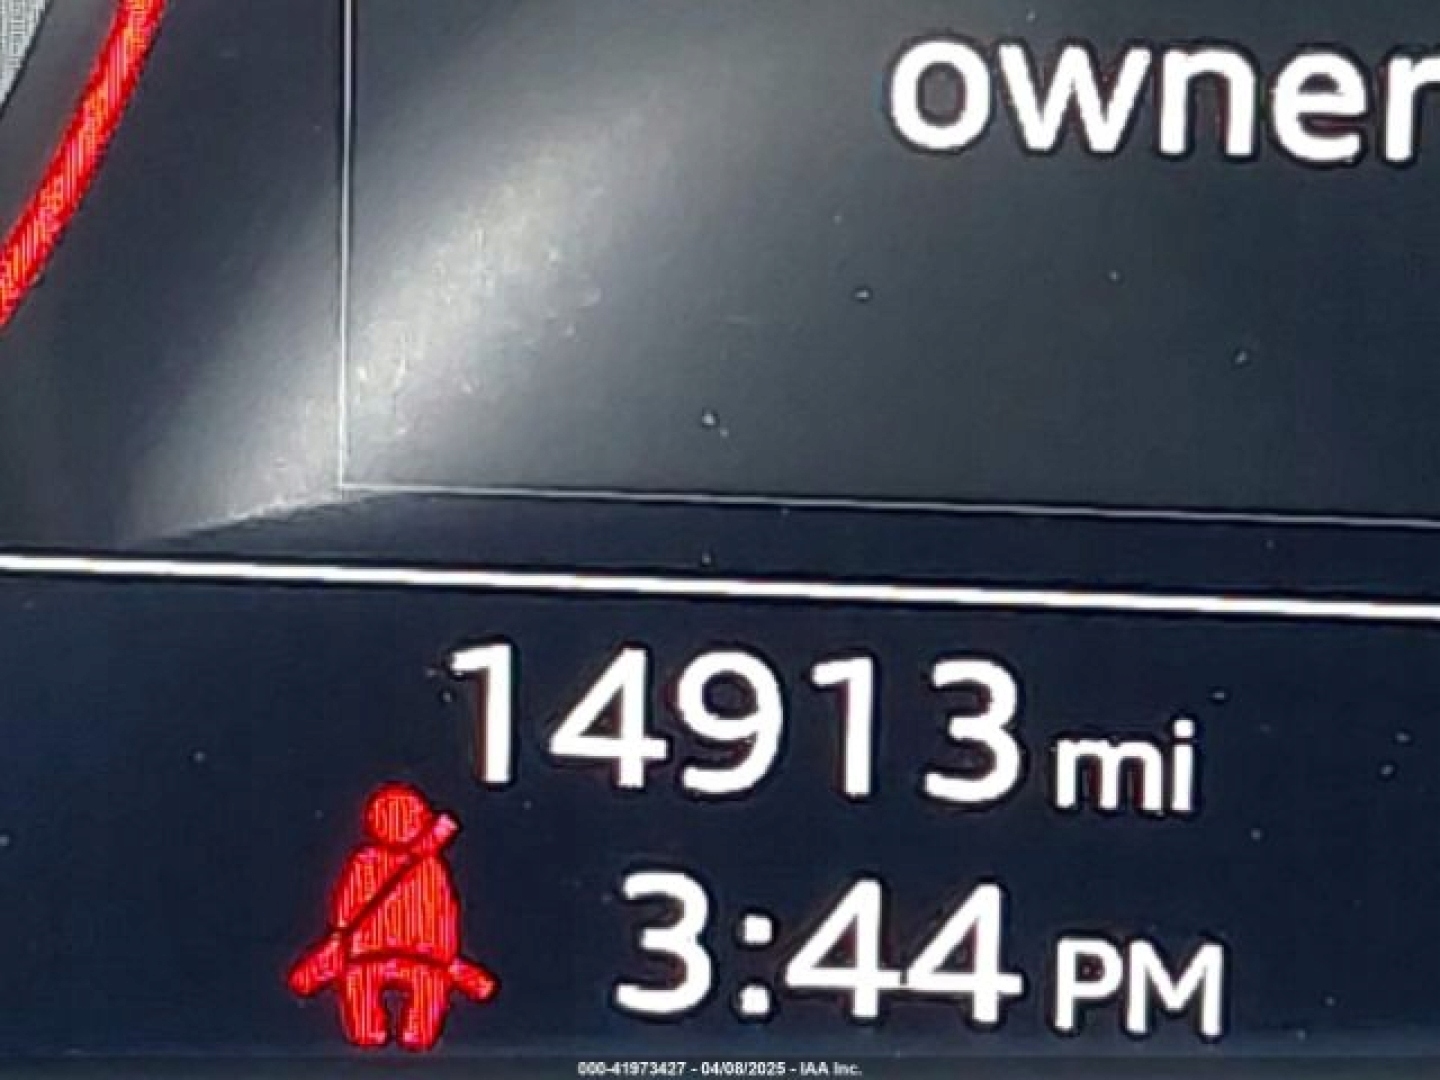 owner
14913 mi
3:44 PM
000-41973427 - 04/08/2025 - IAA Inc.